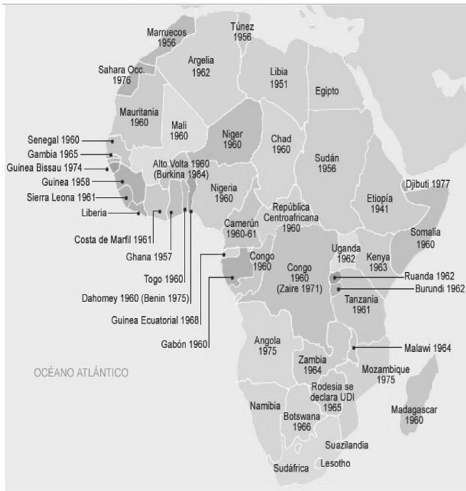 Marruecos
1956
Túnez
1956
Argelia
1962
Libia
1951
Egipto
Sahara Occ.
1976
Mauritania
1960
Malí
1960
Niger
1960
Chad
1960
Sudán
1956
Senegal 1960
Gambia 1965
Guinea Bissau 1974
Guinea 1958
Sierra Leona 1961
Liberia
Alto Volta 1960
(Burkina 1984)
Nigeria
1960
Etiopía
1941
Djibuti 1977
Costa de Marfil 1961
Ghana 1957
Togo 1960
Dahomey 1960 (Benin 1975)
Guinea Ecuatorial 1968
Gabón 1960
Camerún
1960-61
República
Centroafricana
1960
Somalia
1960
Congo
1960
Congo
1960
(Zaire 1971)
Uganda
1962
Kenya
1963
Ruanda 1962
Burundi 1962
Tanzania
1961
Angola
1975
Zambia
1964
Malawi 1964
Mozambique
1975
OCÉANO ATLÁNTICO
Rodesia se
declara UDI
1965
Namibia
Botswana
1966
Madagascar
1960
Suazilandia
Lesotho
Sudáfrica